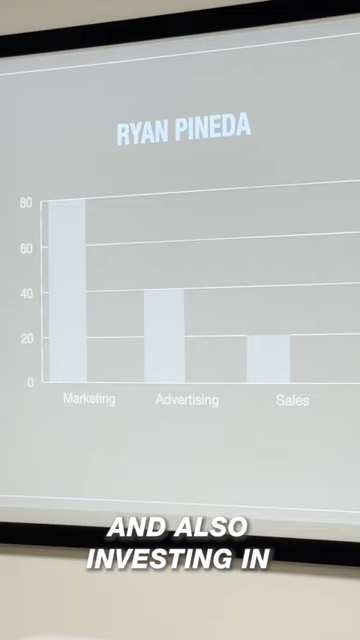 RYAN PINEDA
80
60
40
20
0
Marketing
Advertising
Sales
AND ALSO
INVESTING IN